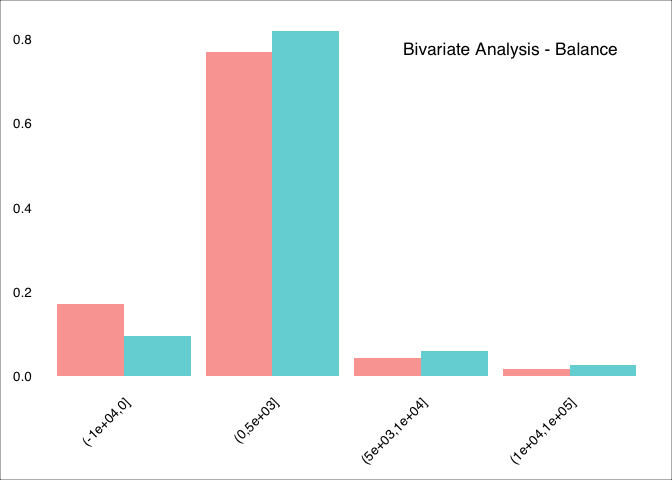 Bivariate Analysis - Balance
0.8
0.6
0.4
0.2
0.0
(-1e+04,0]
(0,5e+03]
(5e+03,1e+04]
(1e+04,1e+05]